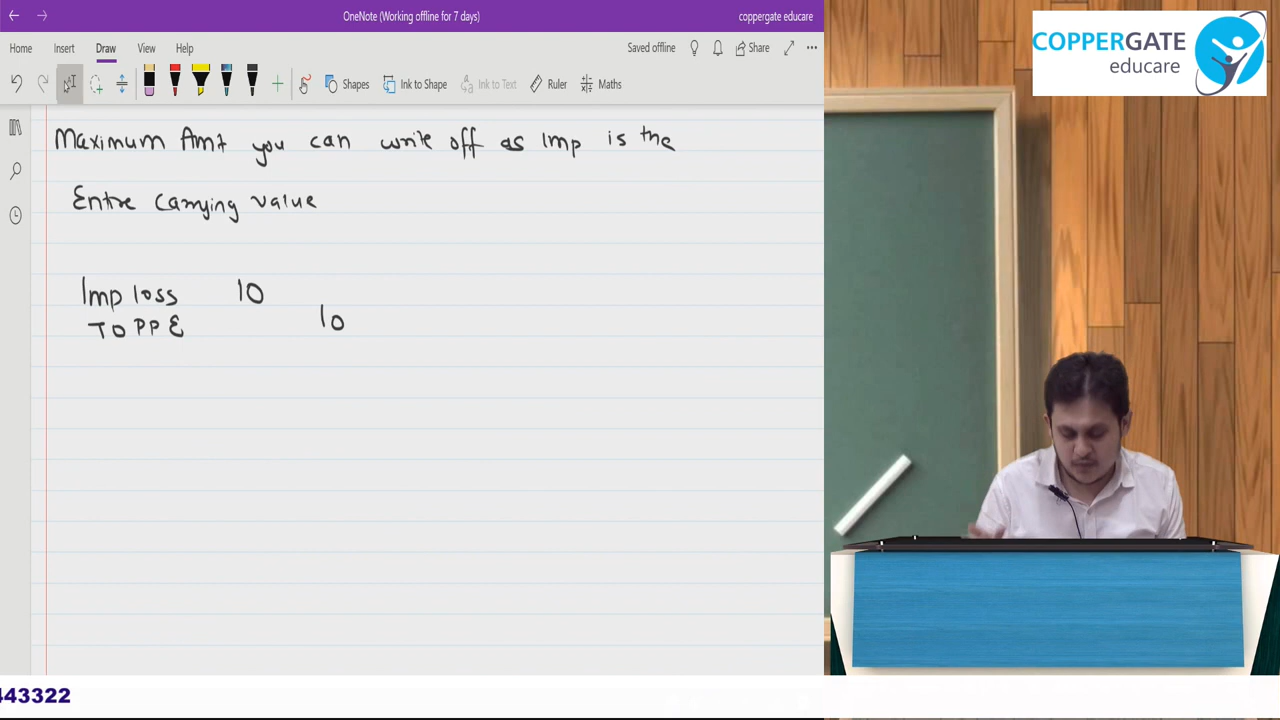 OneNote (Working offline for 7 days)
coppergate educare
Home Insert Draw View Help
Saved offline Share
Shapes Ink to Shape Ink to Text Ruler Maths
COPPERGATE
educare
Maximum Amt you can write off as Imp is the
Entire carrying value
Imp loss 10
TO PPE 10
443322